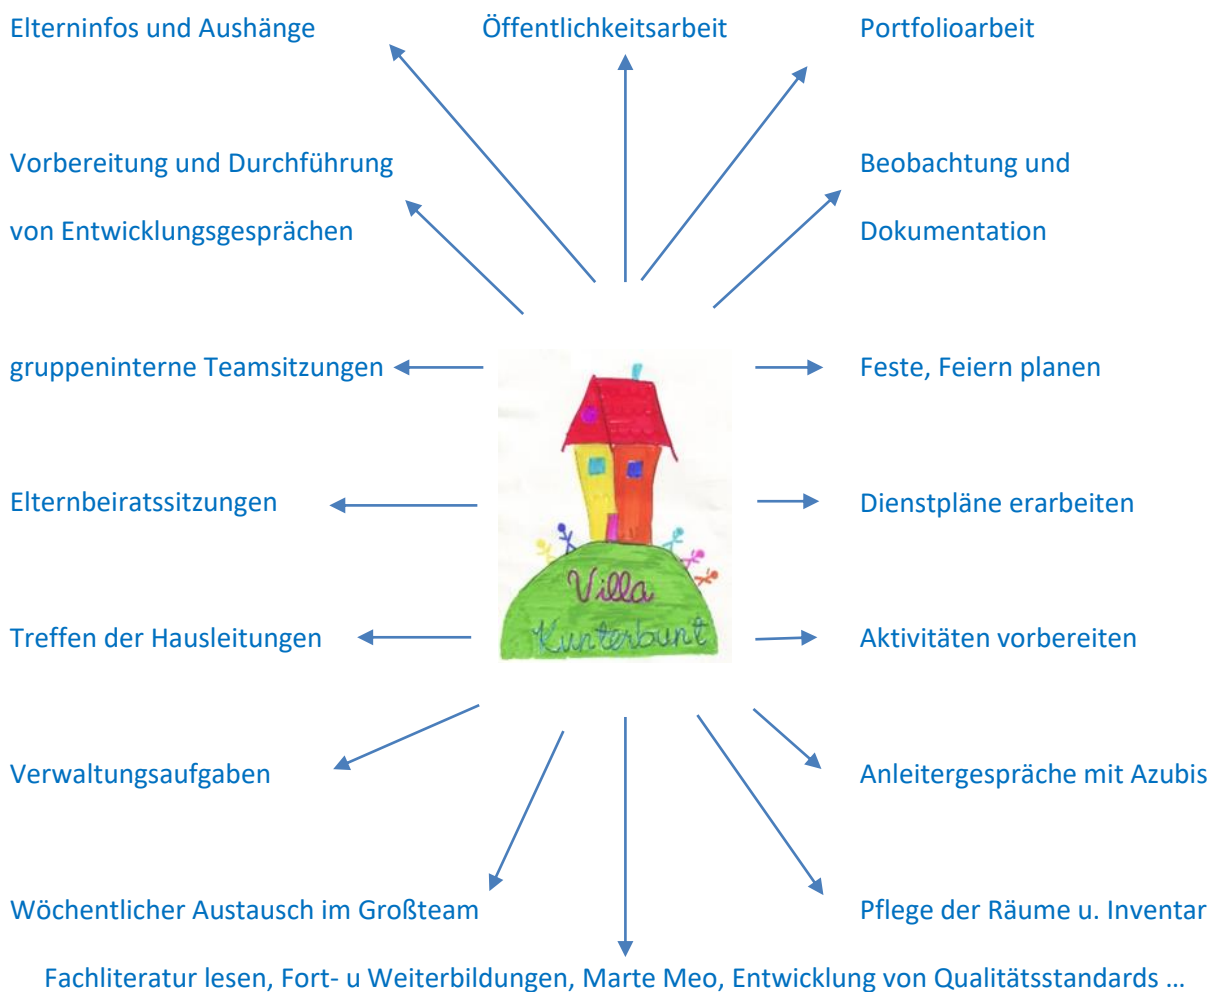 Elterninfos und Aushänge
Öffentlichkeitsarbeit
Portfolioarbeit
Vorbereitung und Durchführung
von Entwicklungsgesprächen
Beobachtung und
Dokumentation
gruppeninterne Teamsitzungen
Feste, Feiern planen
Elternbeiratssitzungen
Dienstpläne erarbeiten
Villa
Kunterbunt
Treffen der Hausleitungen
Aktivitäten vorbereiten
Verwaltungsaufgaben
Anleitergespräche mit Azubis
Wöchentlicher Austausch im Großteam
Pflege der Räume u. Inventar
Fachliteratur lesen, Fort- u Weiterbildungen, Marte Meo, Entwicklung von Qualitätsstandards …